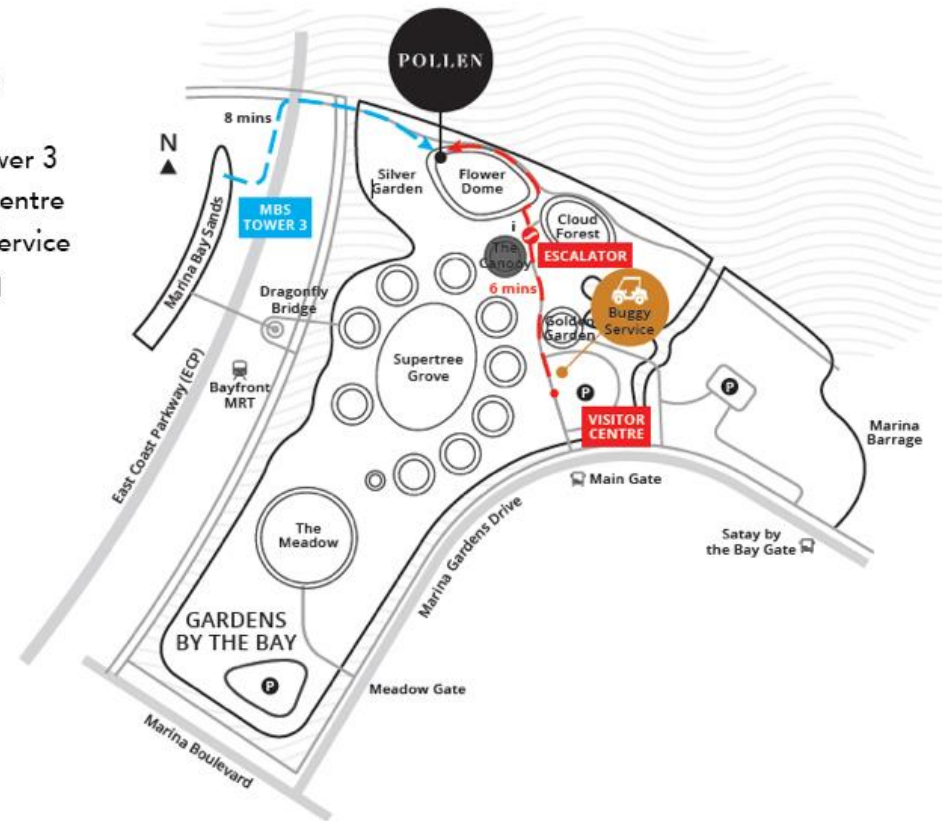 POLLEN
8 mins
N
wer 3
entre
ervice
MBS
TOWER 3
Silver
Garden
Flower
Dome
Cloud
Forest
i
The
Canopy
ESCALATOR
6 mins
Marina Bay Sands
Dragonfly
Bridge
Golden
Garden
Buggy
Service
Supertree
Grove
Bayfront
MRT
P
P
VISITOR
CENTRE
East Coast Parkway (ECP)
Marina
Barrage
Main Gate
The
Meadow
Marina Gardens Drive
Satay by
the Bay Gate
GARDENS
BY THE BAY
P
Meadow Gate
Marina Boulevard